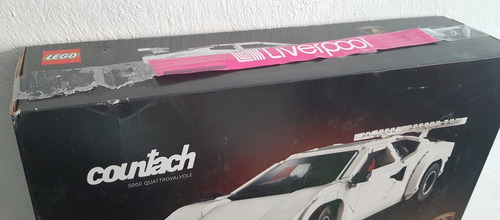 LEGO
Liverpool
countach
5000 QUATTROVALVOLE